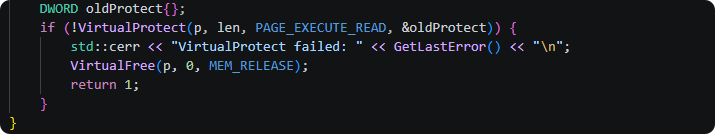 DWORD oldProtect{};
if (!VirtualProtect(p, len, PAGE_EXECUTE_READ, &oldProtect)) {
std::cerr << "VirtualProtect failed: " << GetLastError() << "\n";
VirtualFree(p, 0, MEM_RELEASE);
return 1;
}
}